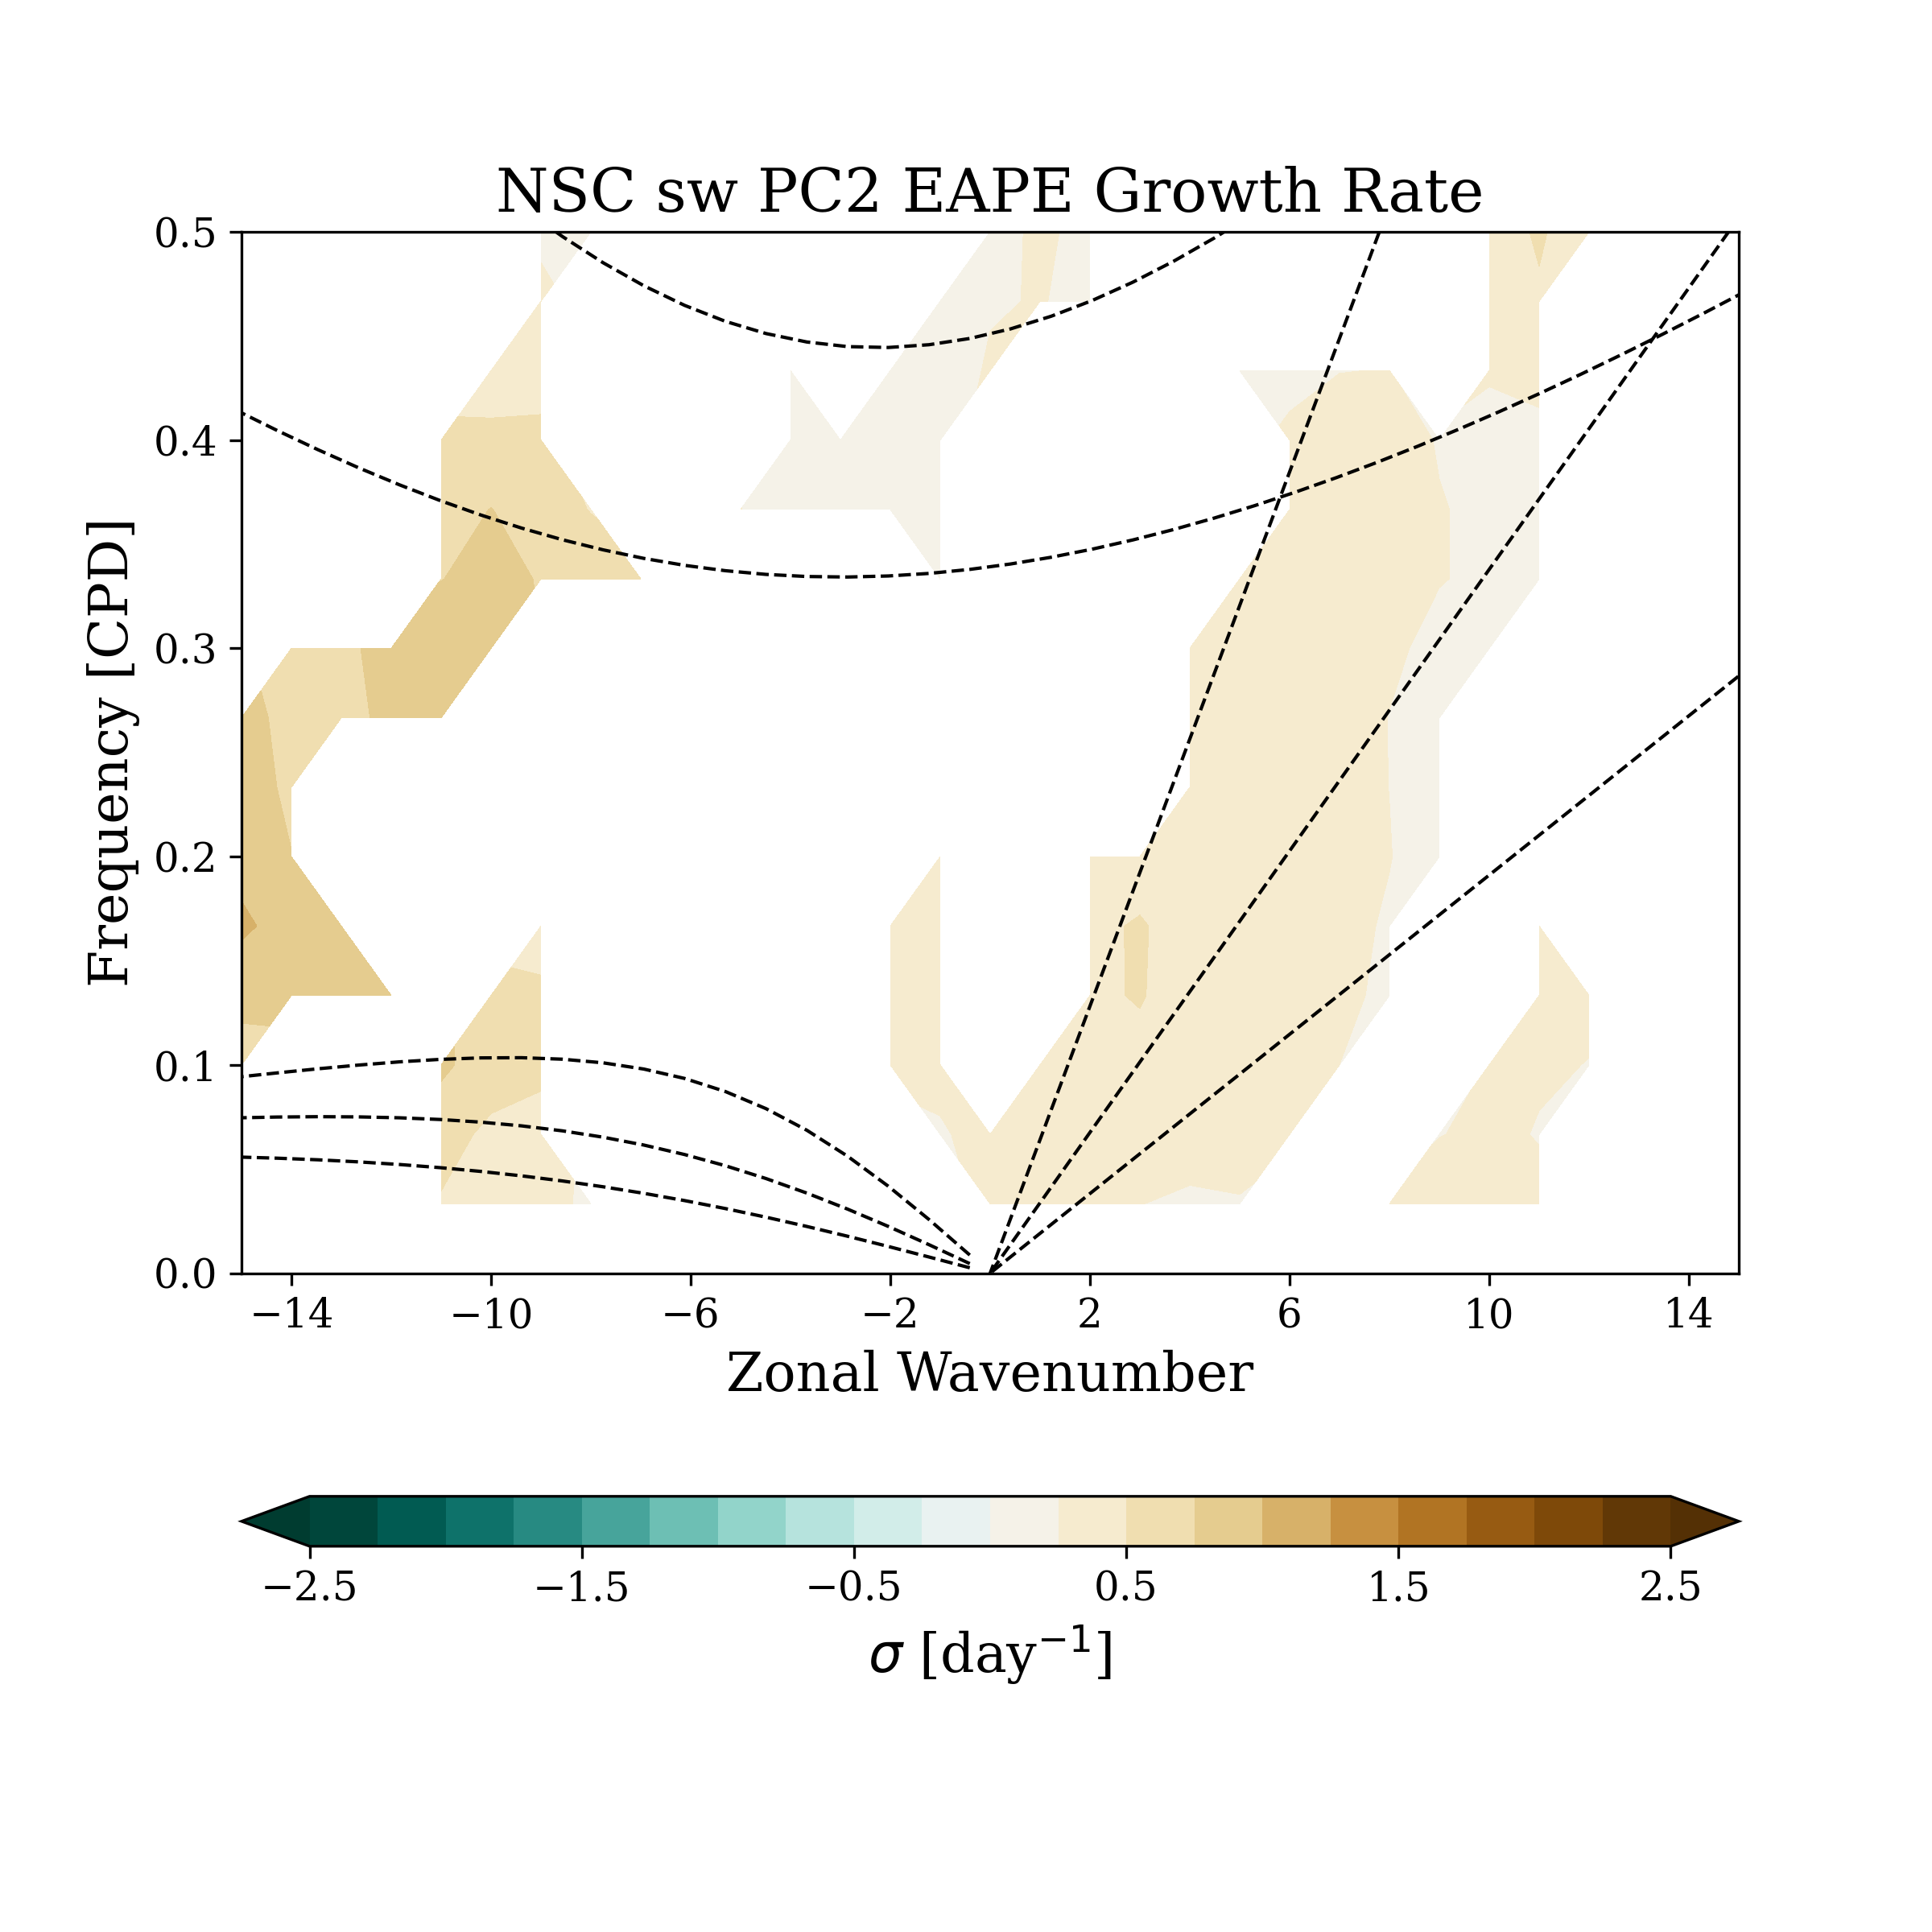 NSC sw PC2 EAPE Growth Rate
0.5
0.4
0.3
0.2
0.1
0.0
Frequency [CPD]
−14 −10 −6 −2 2 6 10 14
Zonal Wavenumber
−2.5 −1.5 −0.5 0.5 1.5 2.5
σ [day⁻¹]